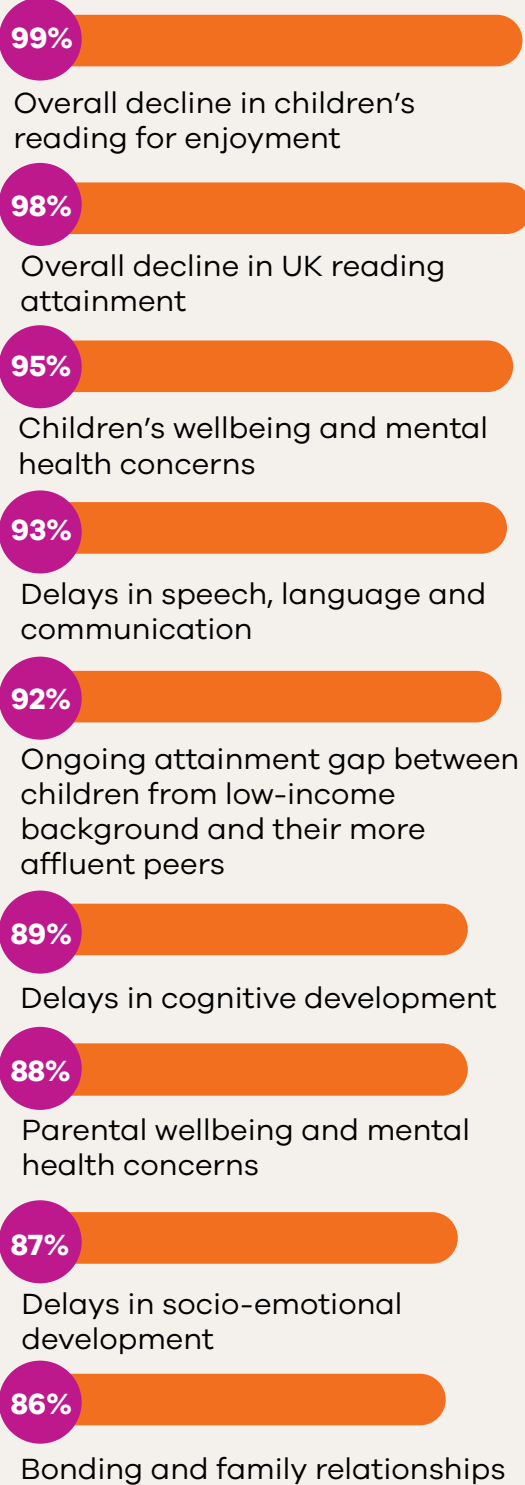 99%
Overall decline in children's
reading for enjoyment
98%
Overall decline in UK reading
attainment
95%
Children's wellbeing and mental
health concerns
93%
Delays in speech, language and
communication
92%
Ongoing attainment gap between
children from low-income
background and their more
affluent peers
89%
Delays in cognitive development
88%
Parental wellbeing and mental
health concerns
87%
Delays in socio-emotional
development
86%
Bonding and family relationships